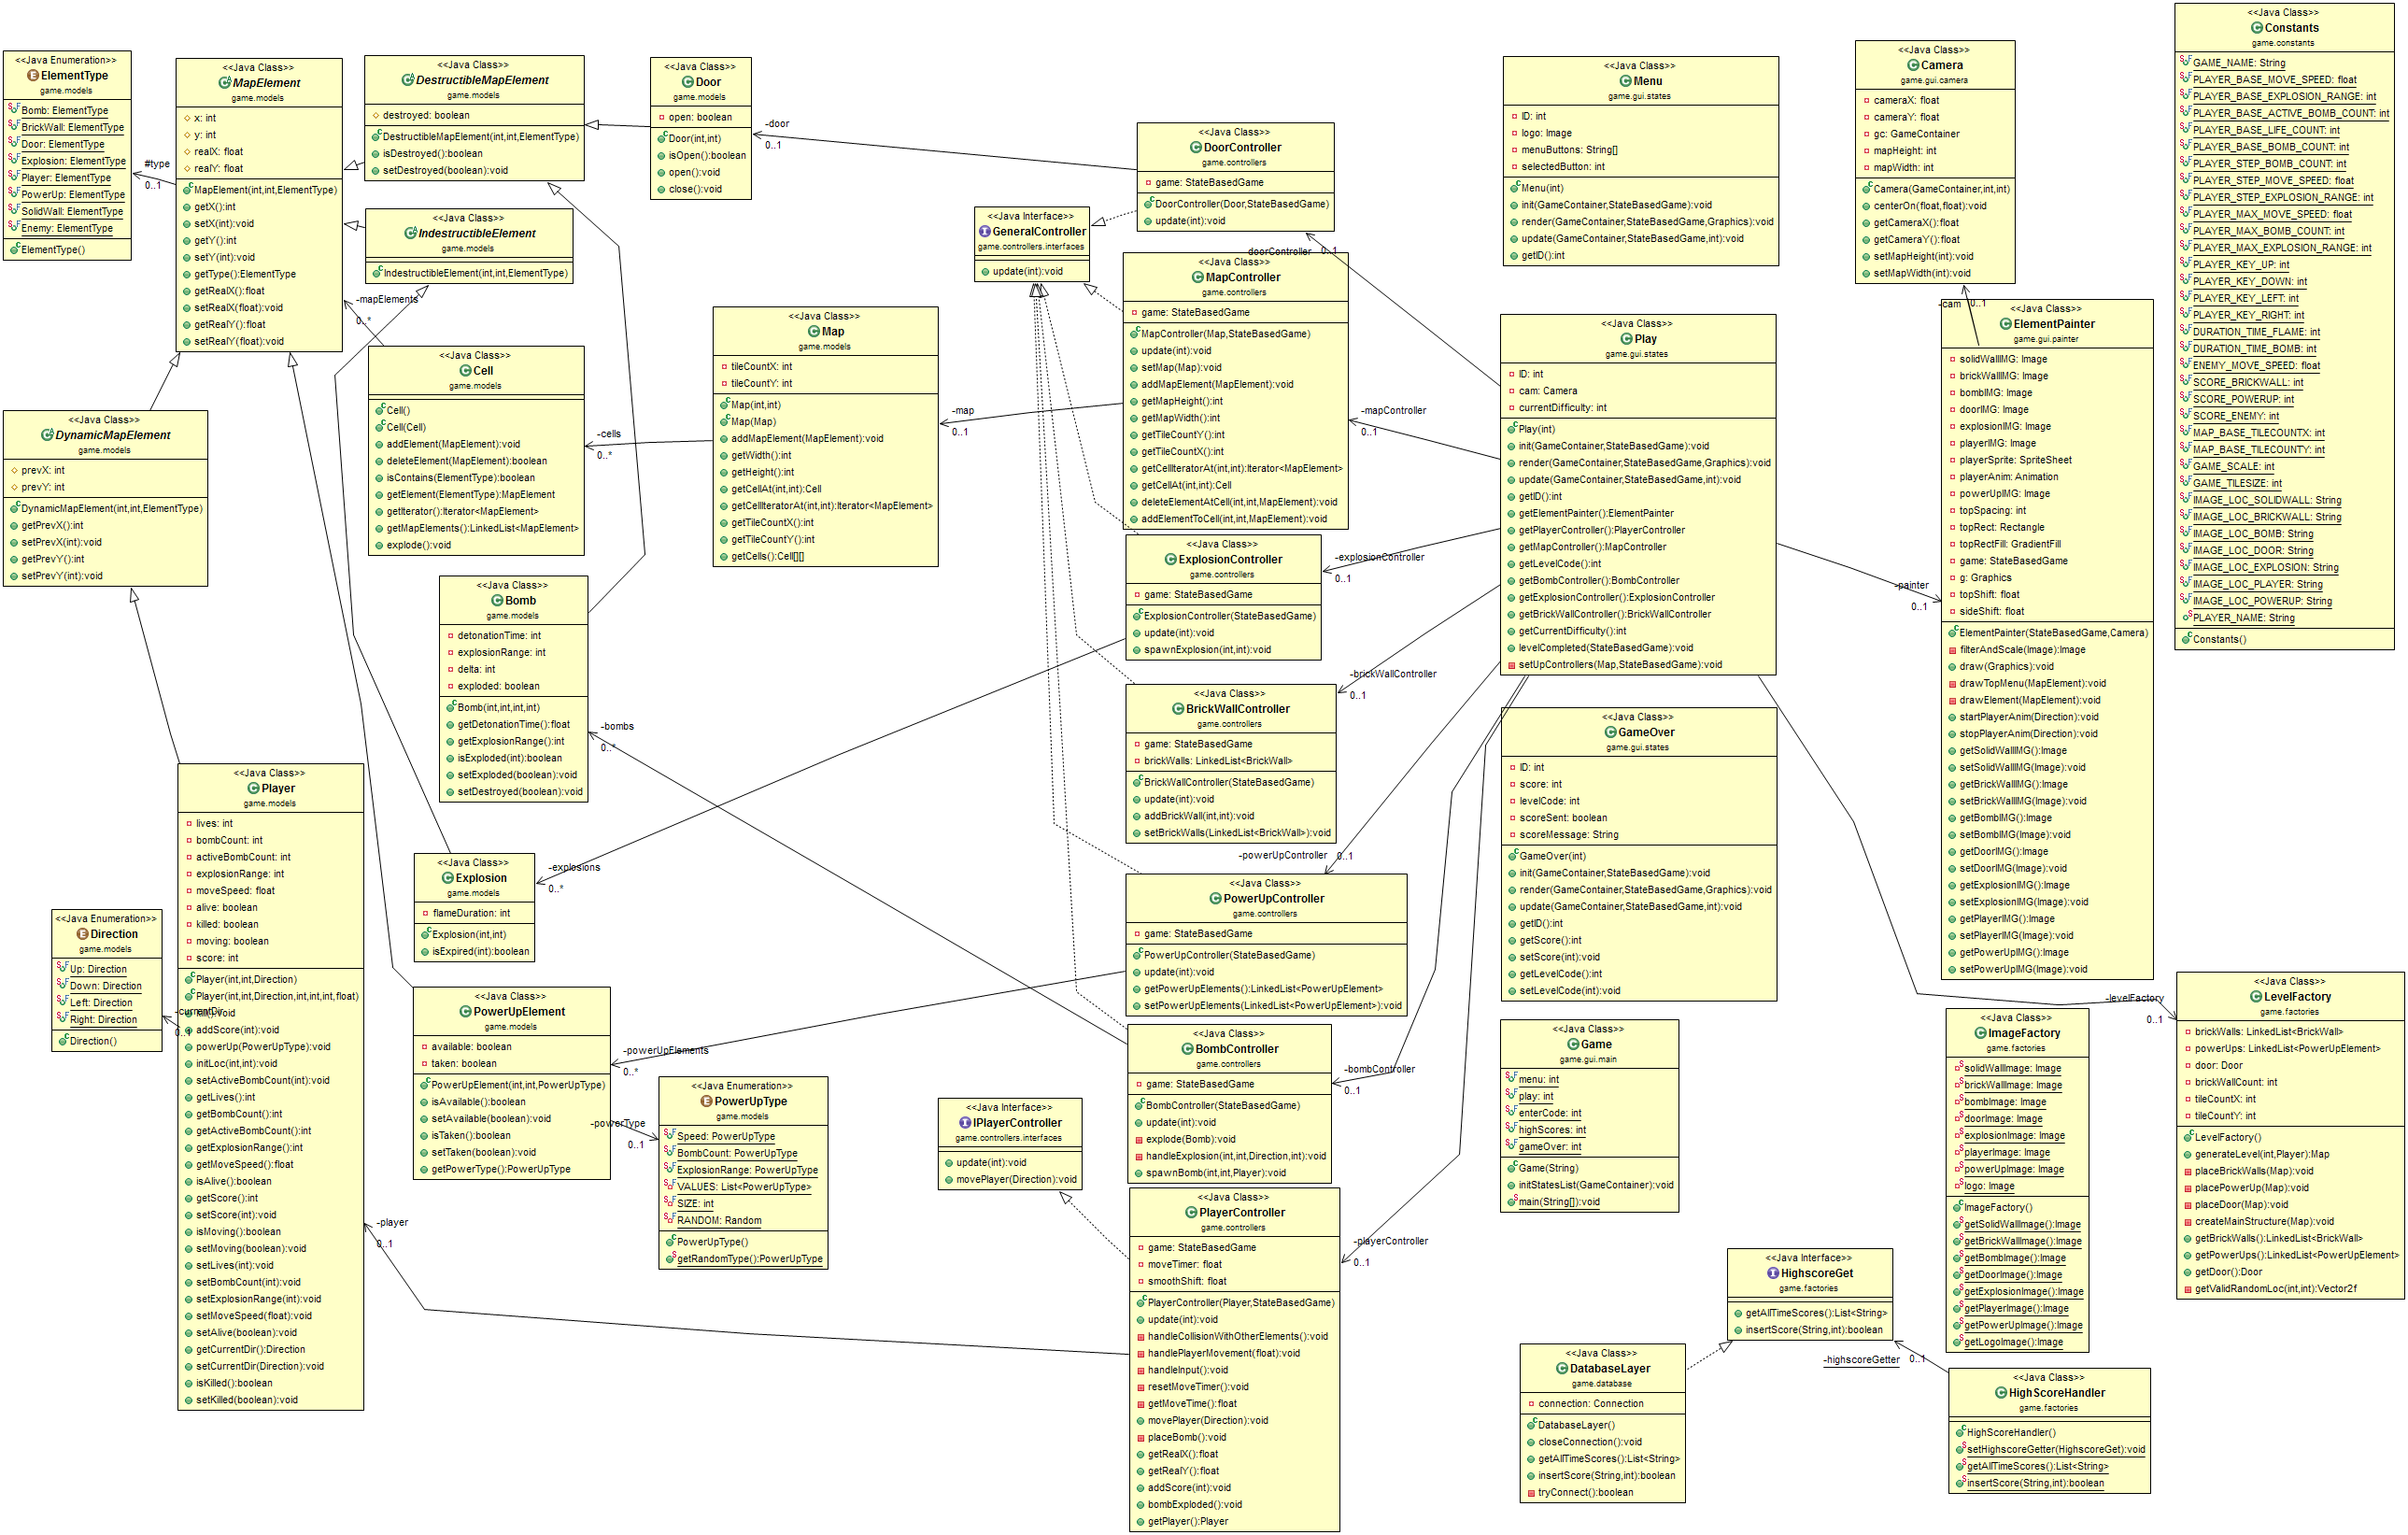 <<Java Enumeration>>
ElementType
game.models
Bomb: ElementType
BrickWall: ElementType
Door: ElementType
Explosion: ElementType
Player: ElementType
PowerUp: ElementType
SolidWall: ElementType
Enemy: ElementType
ElementType()
#type
0..1
<<Java Class>>
MapElement
game.models
x: int
y: int
realX: float
realY: float
MapElement(int,int,ElementType)
getX():int
setX(int):void
getY():int
setY(int):void
getType():ElementType
getRealX():float
setRealX(float):void
getRealY():float
setRealY(float):void
<<Java Class>>
DestructibleMapElement
game.models
destroyed: boolean
DestructibleMapElement(int,int,ElementType)
isDestroyed():boolean
setDestroyed(boolean):void
<<Java Class>>
IndestructibleElement
game.models
IndestructibleElement(int,int,ElementType)
<<Java Class>>
Door
game.models
open: boolean
Door(int,int)
isOpen():boolean
open():void
close():void
-door
0..1
<<Java Class>>
DoorController
game.controllers
game: StateBasedGame
DoorController(Door,StateBasedGame)
update(int):void
<<Java Interface>>
GeneralController
game.controllers.interfaces
update(int):void
-doorController
0..1
<<Java Class>>
MapController
game.controllers
game: StateBasedGame
MapController(Map,StateBasedGame)
update(int):void
setMap(Map):void
addMapElement(MapElement):void
getMapHeight():int
getMapWidth():int
getTileCountY():int
getTileCountX():int
getCellIteratorAt(int,int):Iterator<MapElement>
getCellAt(int,int):Cell
deleteElementAtCell(int,int,MapElement):void
addElementToCell(int,int,MapElement):void
<<Java Class>>
Menu
game.gui.states
ID: int
logo: Image
menuButtons: String[]
selectedButton: int
Menu(int)
init(GameContainer,StateBasedGame):void
render(GameContainer,StateBasedGame,Graphics):void
update(GameContainer,StateBasedGame,int):void
getID():int
<<Java Class>>
Camera
game.gui.camera
cameraX: float
cameraY: float
gc: GameContainer
mapHeight: int
mapWidth: int
Camera(GameContainer,int,int)
centerOn(float,float):void
getCameraX():float
getCameraY():float
setMapHeight(int):void
setMapWidth(int):void
-cam
0..1
<<Java Class>>
Constants
game.constants
GAME_NAME: String
PLAYER_BASE_MOVE_SPEED: float
PLAYER_BASE_EXPLOSION_RANGE: int
PLAYER_BASE_ACTIVE_BOMB_COUNT: int
PLAYER_BASE_LIFE_COUNT: int
PLAYER_BASE_BOMB_COUNT: int
PLAYER_STEP_BOMB_COUNT: int
PLAYER_STEP_MOVE_SPEED: float
PLAYER_STEP_EXPLOSION_RANGE: int
PLAYER_MAX_MOVE_SPEED: float
PLAYER_MAX_BOMB_COUNT: int
PLAYER_MAX_EXPLOSION_RANGE: int
PLAYER_KEY_UP: int
PLAYER_KEY_DOWN: int
PLAYER_KEY_LEFT: int
PLAYER_KEY_RIGHT: int
DURATION_TIME_FLAME: int
DURATION_TIME_BOMB: int
ENEMY_MOVE_SPEED: float
SCORE_BRICKWALL: int
SCORE_POWERUP: int
SCORE_ENEMY: int
MAP_BASE_TILECOUNTX: int
MAP_BASE_TILECOUNTY: int
GAME_SCALE: int
GAME_TILESIZE: int
IMAGE_LOC_SOLIDWALL: String
IMAGE_LOC_BRICKWALL: String
IMAGE_LOC_BOMB: String
IMAGE_LOC_DOOR: String
IMAGE_LOC_EXPLOSION: String
IMAGE_LOC_PLAYER: String
IMAGE_LOC_POWERUP: String
PLAYER_NAME: String
Constants()
-mapElements
0..*
<<Java Class>>
Cell
game.models
Cell()
Cell(Cell)
addElement(MapElement):void
deleteElement(MapElement):boolean
isContains(ElementType):boolean
getElement(ElementType):MapElement
getIterator():Iterator<MapElement>
getMapElements():LinkedList<MapElement>
explode():void
-cells
0..*
<<Java Class>>
Map
game.models
tileCountX: int
tileCountY: int
Map(int,int)
Map(Map)
addMapElement(MapElement):void
getWidth():int
getHeight():int
getCellAt(int,int):Cell
getCellIteratorAt(int,int):Iterator<MapElement>
getTileCountX():int
getTileCountY():int
getCells():Cell[][]
-map
0..1
-mapController
0..1
<<Java Class>>
Play
game.gui.states
ID: int
cam: Camera
currentDifficulty: int
Play(int)
init(GameContainer,StateBasedGame):void
render(GameContainer,StateBasedGame,Graphics):void
update(GameContainer,StateBasedGame,int):void
getID():int
getElementPainter():ElementPainter
getPlayerController():PlayerController
getMapController():MapController
getLevelCode():int
getBombController():BombController
getExplosionController():ExplosionController
getBrickWallController():BrickWallController
getCurrentDifficulty():int
levelCompleted(StateBasedGame):void
setUpControllers(Map,StateBasedGame):void
-painter
0..1
<<Java Class>>
ElementPainter
game.gui.painter
solidWallIMG: Image
brickWallIMG: Image
bombIMG: Image
doorIMG: Image
explosionIMG: Image
playerIMG: Image
playerSprite: SpriteSheet
playerAnim: Animation
powerUpIMG: Image
topSpacing: int
topRect: Rectangle
topRectFill: GradientFill
game: StateBasedGame
g: Graphics
topShift: float
sideShift: float
ElementPainter(StateBasedGame,Camera)
filterAndScale(Image):Image
draw(Graphics):void
drawTopMenu(MapElement):void
drawElement(MapElement):void
startPlayerAnim(Direction):void
stopPlayerAnim(Direction):void
getSolidWallIMG():Image
setSolidWallIMG(Image):void
getBrickWallIMG():Image
setBrickWallIMG(Image):void
getBombIMG():Image
setBombIMG(Image):void
getDoorIMG():Image
setDoorIMG(Image):void
getExplosionIMG():Image
setExplosionIMG(Image):void
getPlayerIMG():Image
setPlayerIMG(Image):void
getPowerUpIMG():Image
setPowerUpIMG(Image):void
<<Java Class>>
DynamicMapElement
game.models
prevX: int
prevY: int
DynamicMapElement(int,int,ElementType)
getPrevX():int
setPrevX(int):void
getPrevY():int
setPrevY(int):void
<<Java Class>>
Bomb
game.models
detonationTime: int
explosionRange: int
delta: int
exploded: boolean
Bomb(int,int,int,int)
getDetonationTime():float
getExplosionRange():int
isExploded(int):boolean
setExploded(boolean):void
setDestroyed(boolean):void
-bombs
0..*
<<Java Class>>
ExplosionController
game.controllers
game: StateBasedGame
ExplosionController(StateBasedGame)
update(int):void
spawnExplosion(int,int):void
-explosionController
0..1
<<Java Class>>
BrickWallController
game.controllers
game: StateBasedGame
brickWalls: LinkedList<BrickWall>
BrickWallController(StateBasedGame)
update(int):void
addBrickWall(int,int):void
setBrickWalls(LinkedList<BrickWall>):void
-brickWallController
0..1
-powerUpController
0..1
<<Java Class>>
GameOver
game.gui.states
ID: int
score: int
levelCode: int
scoreSent: boolean
scoreMessage: String
GameOver(int)
init(GameContainer,StateBasedGame):void
render(GameContainer,StateBasedGame,Graphics):void
update(GameContainer,StateBasedGame,int):void
getID():int
getScore():int
setScore(int):void
getLevelCode():int
setLevelCode(int):void
<<Java Class>>
Player
game.models
lives: int
bombCount: int
activeBombCount: int
explosionRange: int
moveSpeed: float
alive: boolean
killed: boolean
moving: boolean
score: int
Player(int,int,Direction)
Player(int,int,Direction,int,int,int,float)
kill():void
addScore(int):void
powerUp(PowerUpType):void
initLoc(int,int):void
setActiveBombCount(int):void
getLives():int
getBombCount():int
getActiveBombCount():int
getExplosionRange():int
getMoveSpeed():float
isAlive():boolean
getScore():int
setScore(int):void
isMoving():boolean
setMoving(boolean):void
setLives(int):void
setBombCount(int):void
setExplosionRange(int):void
setMoveSpeed(float):void
setAlive(boolean):void
getCurrentDir():Direction
setCurrentDir(Direction):void
isKilled():boolean
setKilled(boolean):void
<<Java Enumeration>>
Direction
game.models
Up: Direction
Down: Direction
Left: Direction
Right: Direction
Direction()
-currentDir
0..1
<<Java Class>>
Explosion
game.models
flameDuration: int
Explosion(int,int)
isExpired(int):boolean
-explosions
0..*
<<Java Class>>
PowerUpElement
game.models
available: boolean
taken: boolean
PowerUpElement(int,int,PowerUpType)
isAvailable():boolean
setAvailable(boolean):void
isTaken():boolean
setTaken(boolean):void
getPowerType():PowerUpType
-powerUpElements
0..*
-powerType
0..1
<<Java Enumeration>>
PowerUpType
game.models
Speed: PowerUpType
BombCount: PowerUpType
ExplosionRange: PowerUpType
VALUES: List<PowerUpType>
SIZE: int
RANDOM: Random
PowerUpType()
getRandomType():PowerUpType
-player
0..1
<<Java Class>>
PowerUpController
game.controllers
game: StateBasedGame
PowerUpController(StateBasedGame)
update(int):void
getPowerUpElements():LinkedList<PowerUpElement>
setPowerUpElements(LinkedList<PowerUpElement>):void
<<Java Class>>
BombController
game.controllers
game: StateBasedGame
BombController(StateBasedGame)
update(int):void
explode(Bomb):void
handleExplosion(int,int,Direction,int):void
spawnBomb(int,int,Player):void
-bombController
0..1
<<Java Interface>>
IPlayerController
game.controllers.interfaces
update(int):void
movePlayer(Direction):void
<<Java Class>>
PlayerController
game.controllers
game: StateBasedGame
moveTimer: float
smoothShift: float
PlayerController(Player,StateBasedGame)
update(int):void
handleCollisionWithOtherElements():void
handlePlayerMovement(float):void
handleInput():void
resetMoveTimer():void
getMoveTime():float
movePlayer(Direction):void
placeBomb():void
getRealX():float
getRealY():float
addScore(int):void
bombExploded():void
getPlayer():Player
-playerController
0..1
<<Java Class>>
Game
game.gui.main
menu: int
play: int
enterCode: int
highScores: int
gameOver: int
Game(String)
initStatesList(GameContainer):void
main(String[]):void
<<Java Class>>
ImageFactory
game.factories
solidWallImage: Image
brickWallImage: Image
bombImage: Image
doorImage: Image
explosionImage: Image
playerImage: Image
powerUpImage: Image
logo: Image
ImageFactory()
getSolidWallImage():Image
getBrickWallImage():Image
getBombImage():Image
getDoorImage():Image
getExplosionImage():Image
getPlayerImage():Image
getPowerUpImage():Image
getLogoImage():Image
-levelFactory
0..1
<<Java Class>>
LevelFactory
game.factories
brickWalls: LinkedList<BrickWall>
powerUps: LinkedList<PowerUpElement>
door: Door
brickWallCount: int
tileCountX: int
tileCountY: int
LevelFactory()
generateLevel(int,Player):Map
placeBrickWalls(Map):void
placePowerUp(Map):void
placeDoor(Map):void
createMainStructure(Map):void
getBrickWalls():LinkedList<BrickWall>
getPowerUps():LinkedList<PowerUpElement>
getDoor():Door
getValidRandomLoc(int,int):Vector2f
<<Java Interface>>
HighscoreGet
game.factories
getAllTimeScores():List<String>
insertScore(String,int):boolean
<<Java Class>>
DatabaseLayer
game.database
connection: Connection
DatabaseLayer()
closeConnection():void
getAllTimeScores():List<String>
insertScore(String,int):boolean
tryConnect():boolean
-highscoreGetter
0..1
<<Java Class>>
HighScoreHandler
game.factories
HighScoreHandler()
setHighscoreGetter(HighscoreGet):void
getAllTimeScores():List<String>
insertScore(String,int):boolean